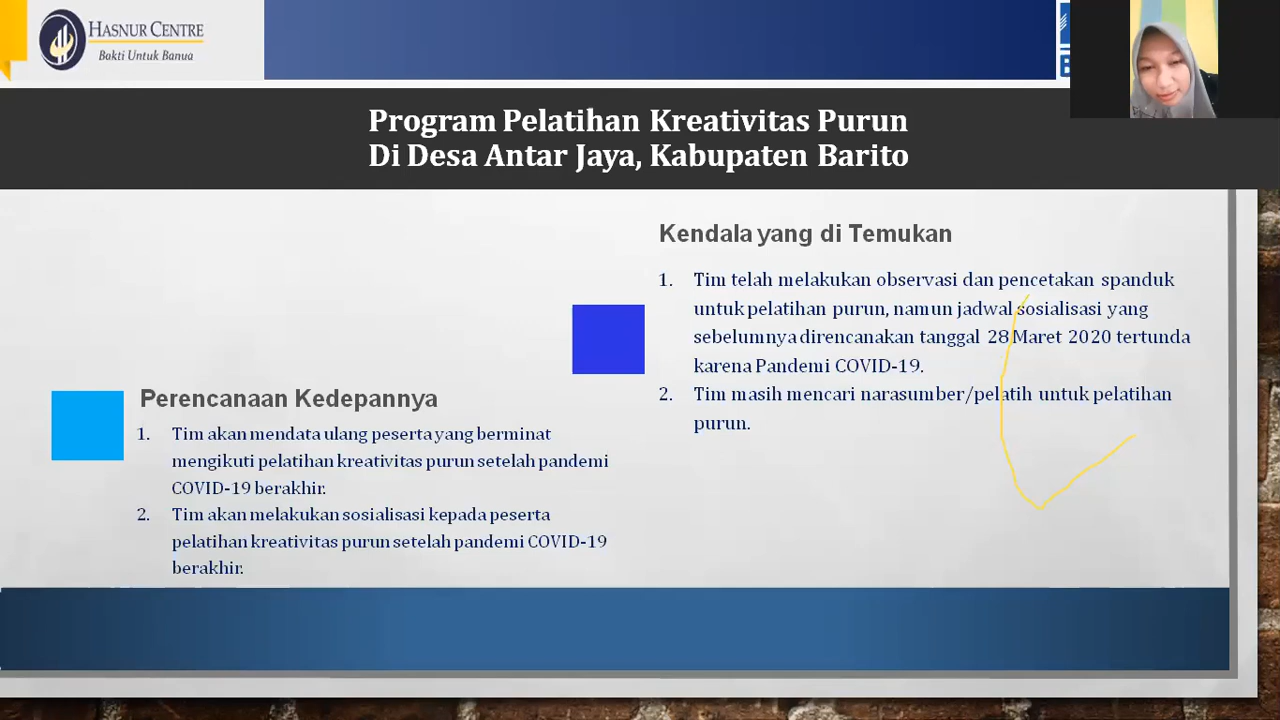 HASNUR CENTRE
Bakti Untuk Banua
B
Program Pelatihan Kreativitas Purun
Di Desa Antar Jaya, Kabupaten Barito
Kendala yang di Temukan
1. Tim telah melakukan observasi dan pencetakan spanduk
untuk pelatihan purun, namun jadwal sosialisasi yang
sebelumnya direncanakan tanggal 28 Maret 2020 tertunda
karena Pandemi COVID-19.
2. Tim masih mencari narasumber/pelatih untuk pelatihan
purun.
Perencanaan Kedepannya
1. Tim akan mendata ulang peserta yang berminat
mengikuti pelatihan kreativitas purun setelah pandemi
COVID-19 berakhir.
2. Tim akan melakukan sosialisasi kepada peserta
pelatihan kreativitas purun setelah pandemi COVID-19
berakhir.